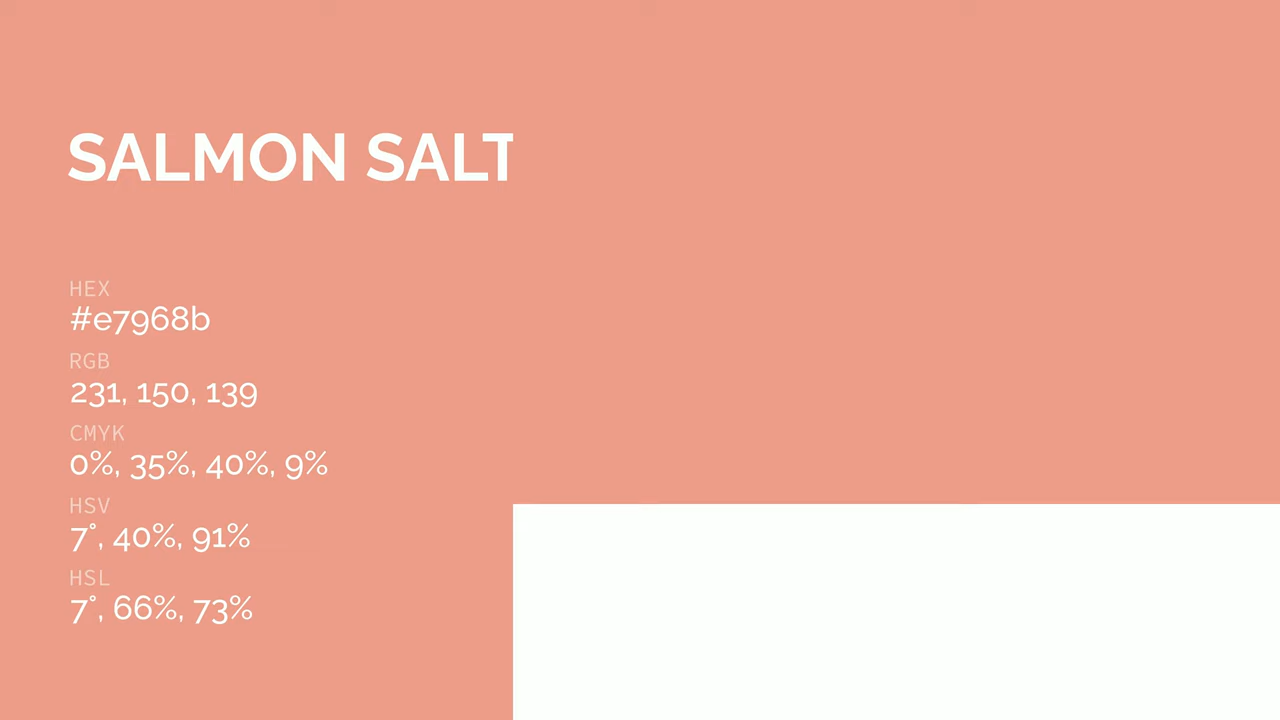 SALMON SALT
HEX
#e7968b
RGB
231, 150, 139
CMYK
0%, 35%, 40%, 9%
HSV
7°, 40%, 91%
HSL
7°, 66%, 73%